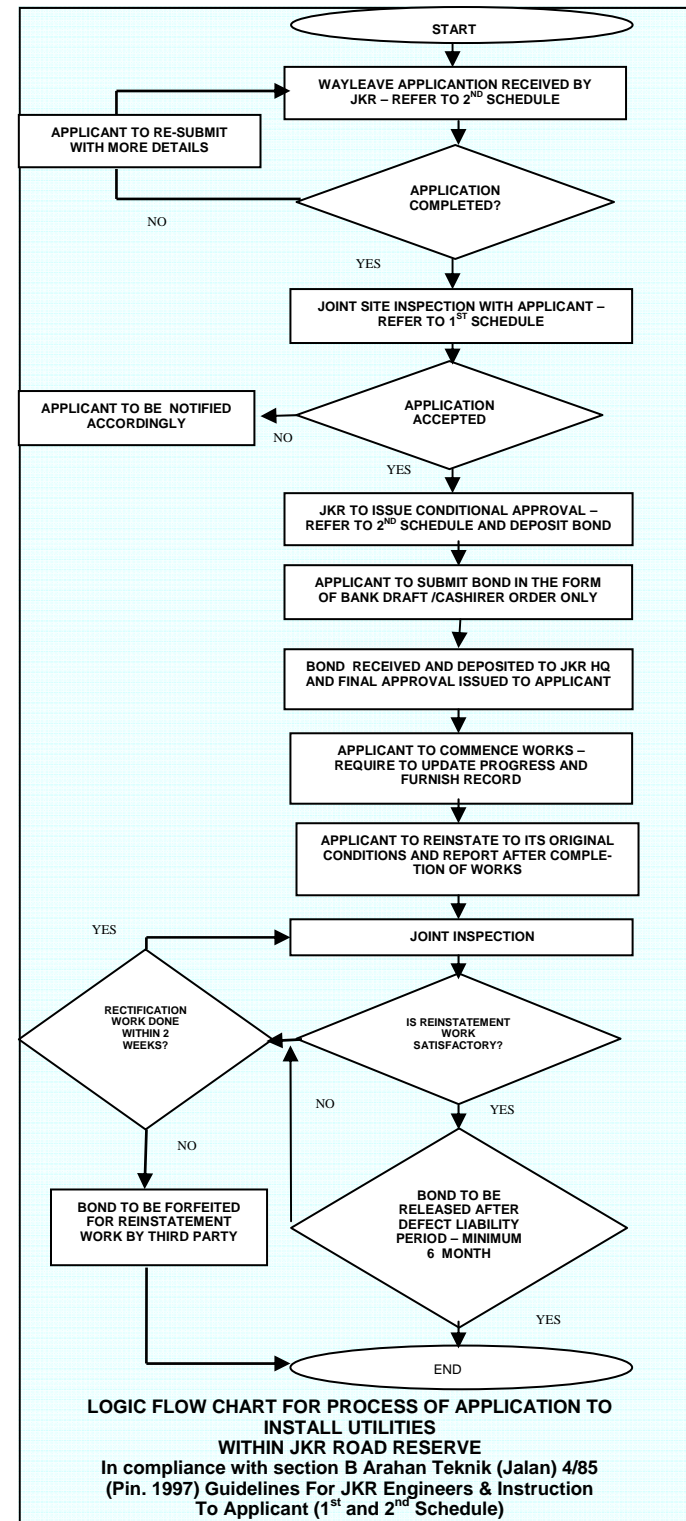 START
WAYLEAVE APPLICANTION RECEIVED BY
JKR – REFER TO 2ND SCHEDULE
APPLICANT TO RE-SUBMIT
WITH MORE DETAILS
APPLICATION
COMPLETED?
NO
YES
JOINT SITE INSPECTION WITH APPLICANT –
REFER TO 1ST SCHEDULE
APPLICATION
ACCEPTED
APPLICANT TO BE NOTIFIED
ACCORDINGLY
NO
YES
JKR TO ISSUE CONDITIONAL APPROVAL –
REFER TO 2ND SCHEDULE AND DEPOSIT BOND
APPLICANT TO SUBMIT BOND IN THE FORM
OF BANK DRAFT /CASHIRER ORDER ONLY
BOND RECEIVED AND DEPOSITED TO JKR HQ
AND FINAL APPROVAL ISSUED TO APPLICANT
APPLICANT TO COMMENCE WORKS –
REQUIRE TO UPDATE PROGRESS AND
FURNISH RECORD
APPLICANT TO REINSTATE TO ITS ORIGINAL
CONDITIONS AND REPORT AFTER COMPLE-
TION OF WORKS
YES
JOINT INSPECTION
RECTIFICATION
WORK DONE
WITHIN 2
WEEKS?
IS REINSTATEMENT
WORK
SATISFACTORY?
NO
YES
NO
BOND TO BE FORFEITED
FOR REINSTATEMENT
WORK BY THIRD PARTY
BOND TO BE
RELEASED AFTER
DEFECT LIABILITY
PERIOD – MINIMUM
6 MONTH
YES
END
LOGIC FLOW CHART FOR PROCESS OF APPLICATION TO
INSTALL UTILITIES
WITHIN JKR ROAD RESERVE
In compliance with section B Arahan Teknik (Jalan) 4/85
(Pin. 1997) Guidelines For JKR Engineers & Instruction
To Applicant (1st and 2nd Schedule)